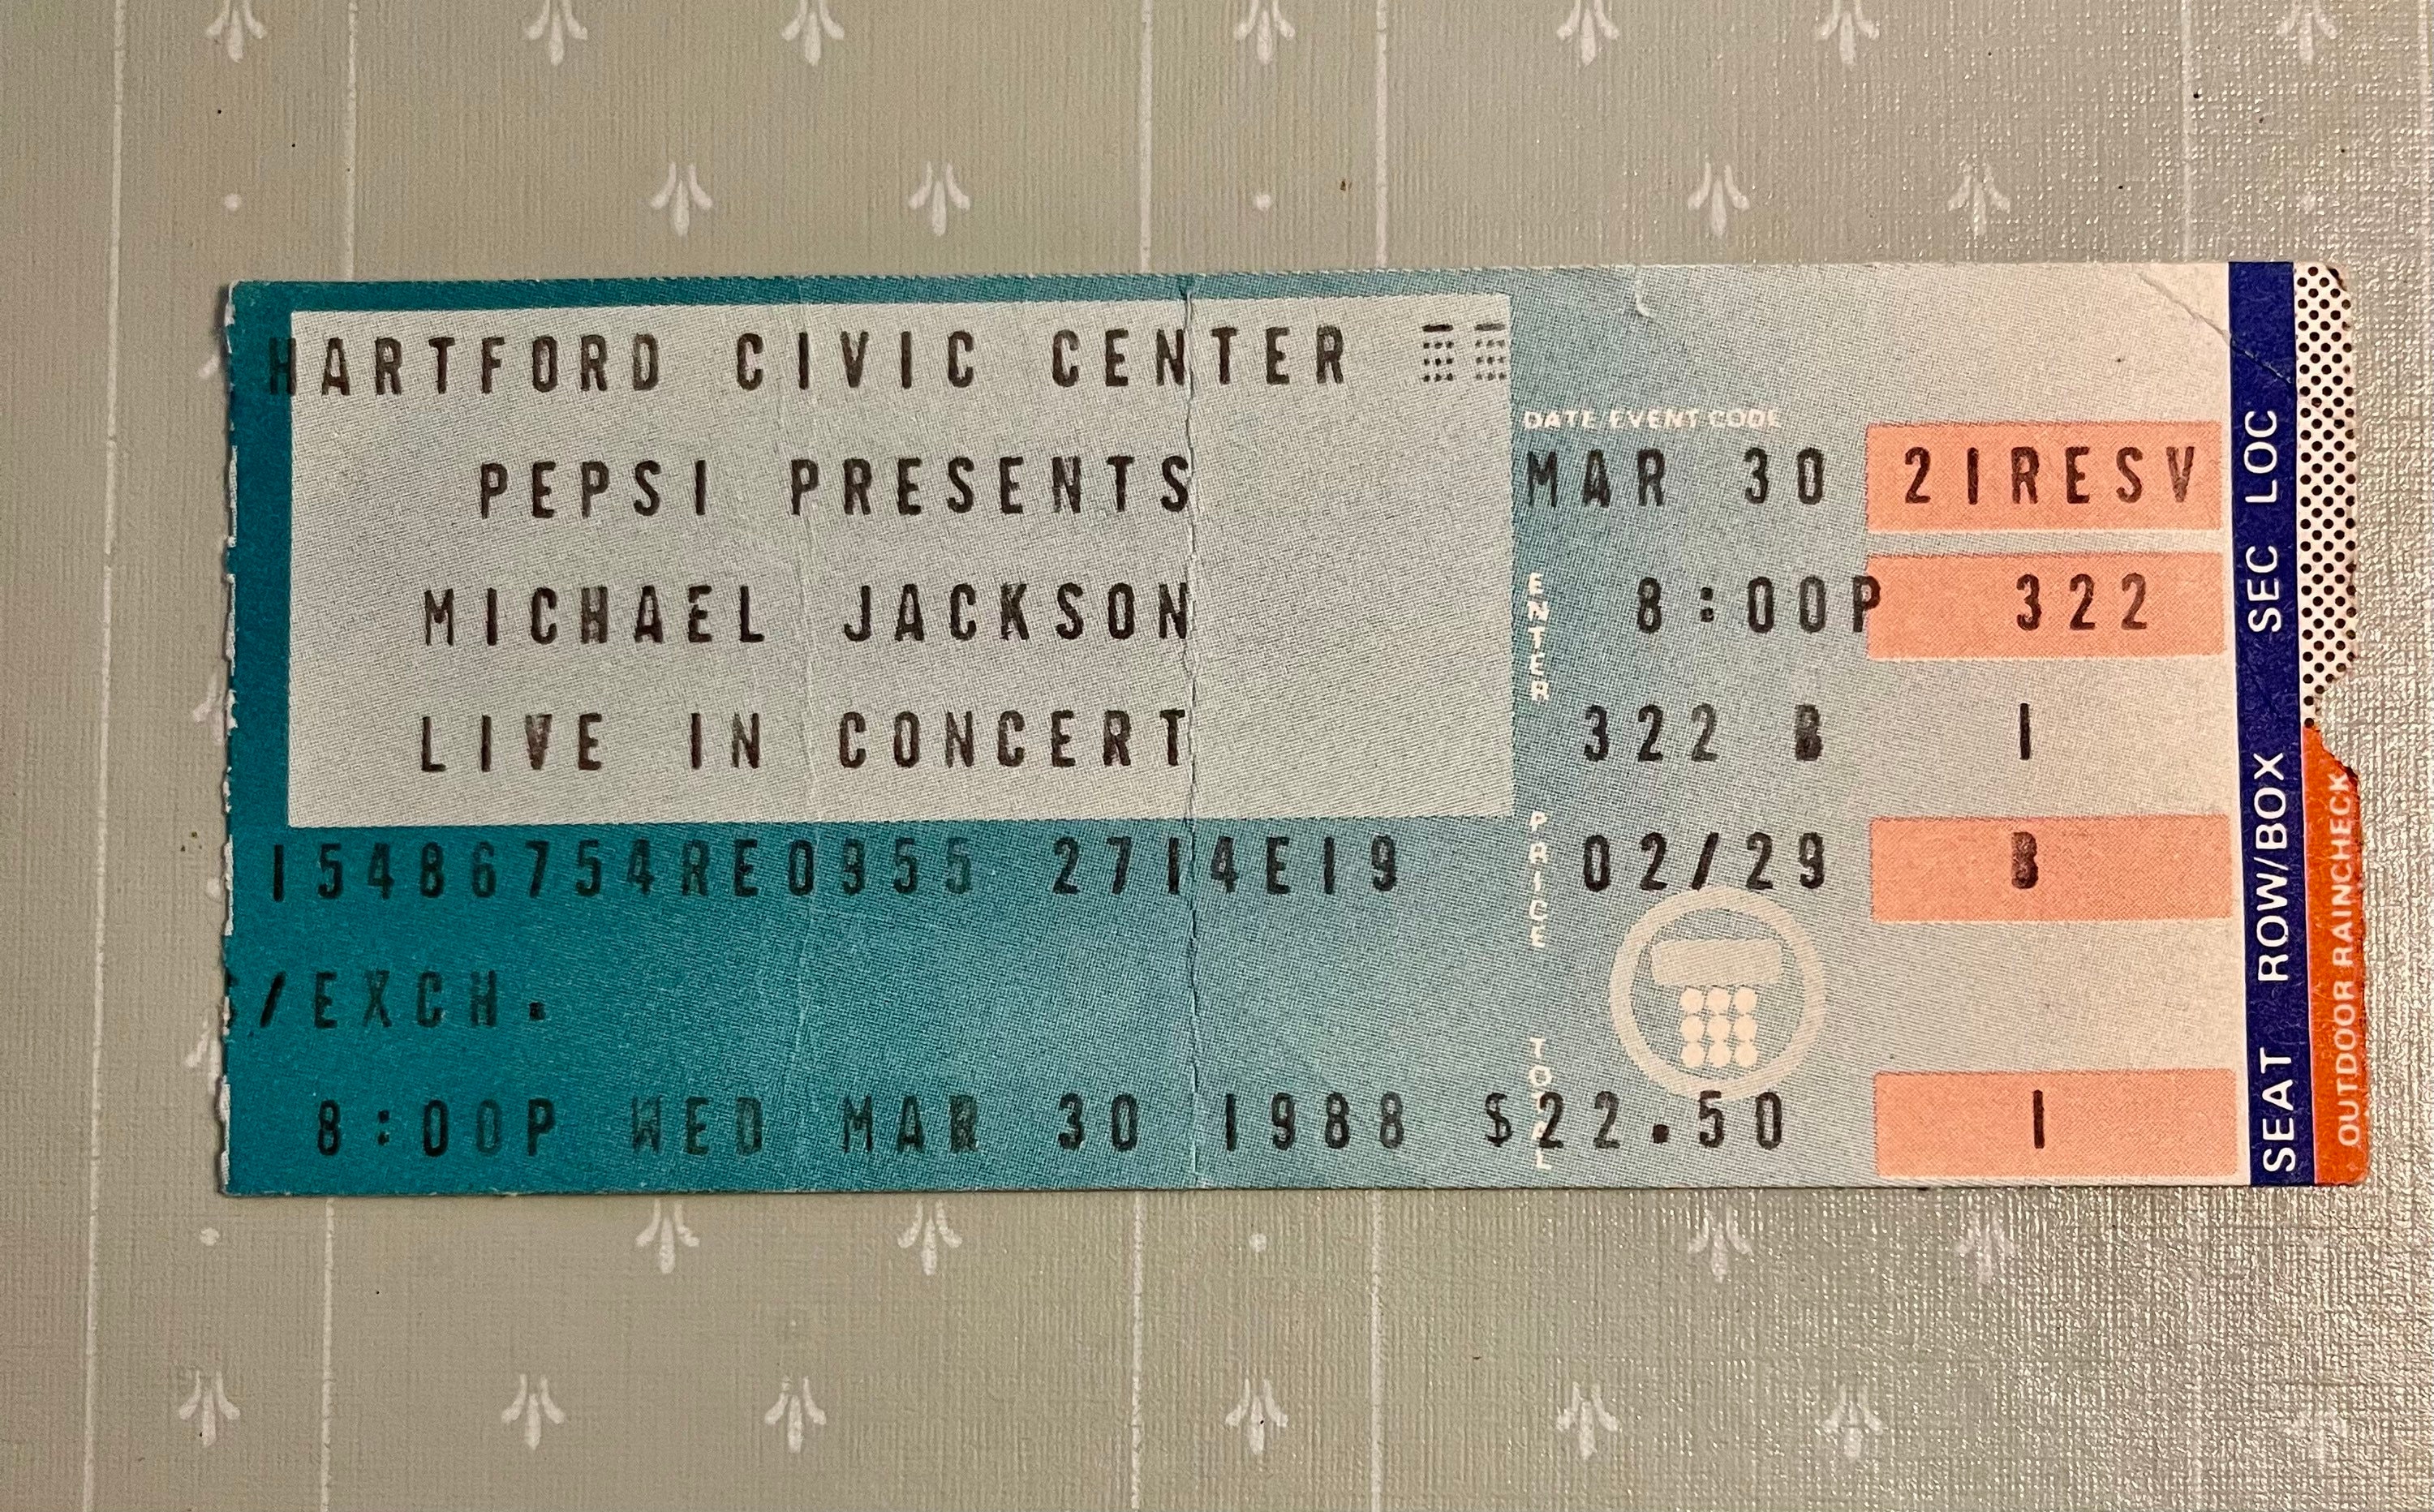 HARTFORD CIVIC CENTER
PEPSI PRESENTS
MICHAEL JACKSON
LIVE IN CONCERT
15486754RE0955 2714E19
/EXCH.
8:00P WED MAR 30 1988 $22.50
DATE EVENT CODE
MAR 30
ENTER
8:00P
322 B 1
PRICE
02/29
TOTAL
21RESV
322
B
1
SEAT ROW/BOX SEC LOC
OUTDOOR RAINCHECK